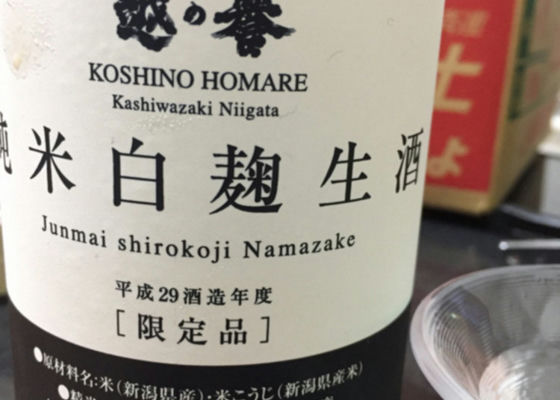 越の誉
KOSHINO HOMARE
Kashiwazaki Niigata
純米白麹生酒
Junmai shirokoji Namazake
平成29酒造年度
[限定品]
●原材料名:米(新潟県産)・米こうじ(新潟県産米)